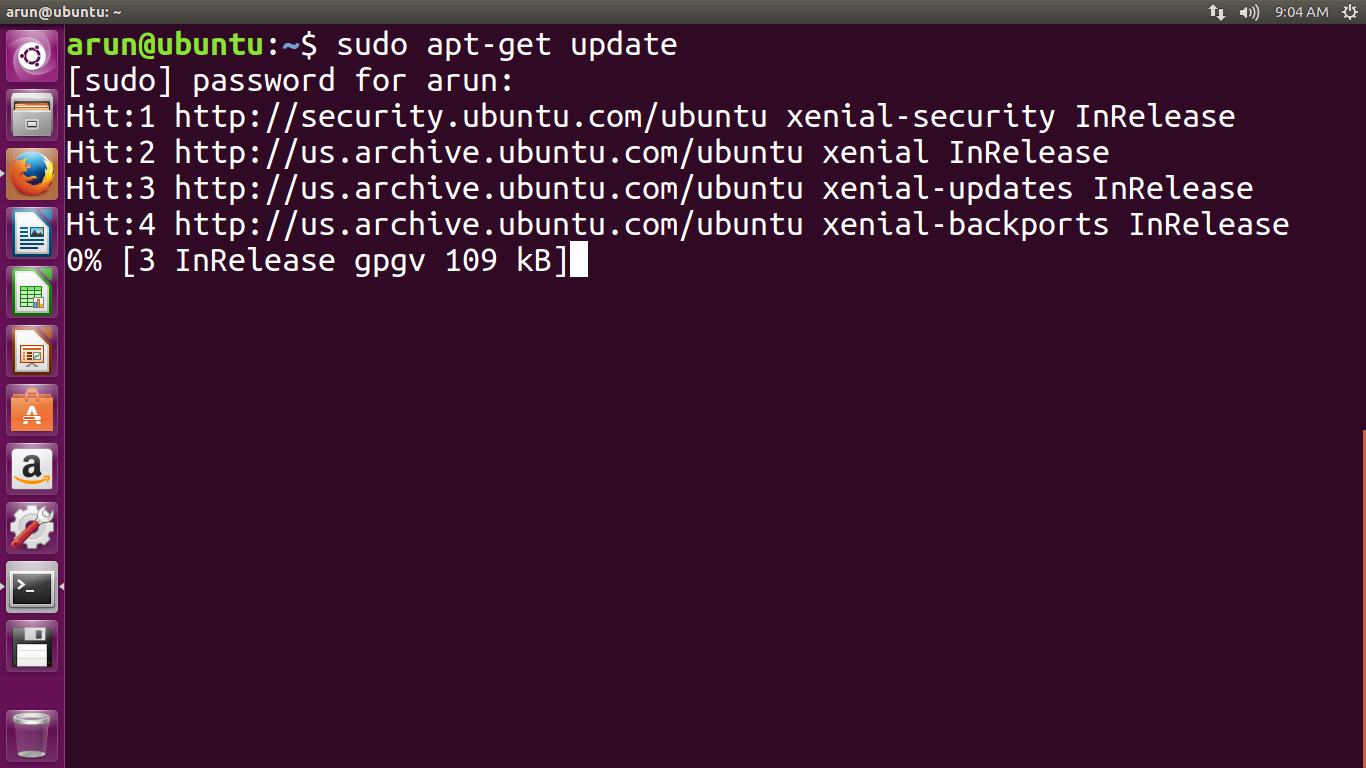 arun@ubuntu: ~
9:04 AM
arun@ubuntu:~$ sudo apt-get update
[sudo] password for arun:
Hit:1 http://security.ubuntu.com/ubuntu xenial-security InRelease
Hit:2 http://us.archive.ubuntu.com/ubuntu xenial InRelease
Hit:3 http://us.archive.ubuntu.com/ubuntu xenial-updates InRelease
Hit:4 http://us.archive.ubuntu.com/ubuntu xenial-backports InRelease
0% [3 InRelease gpgv 109 kB]